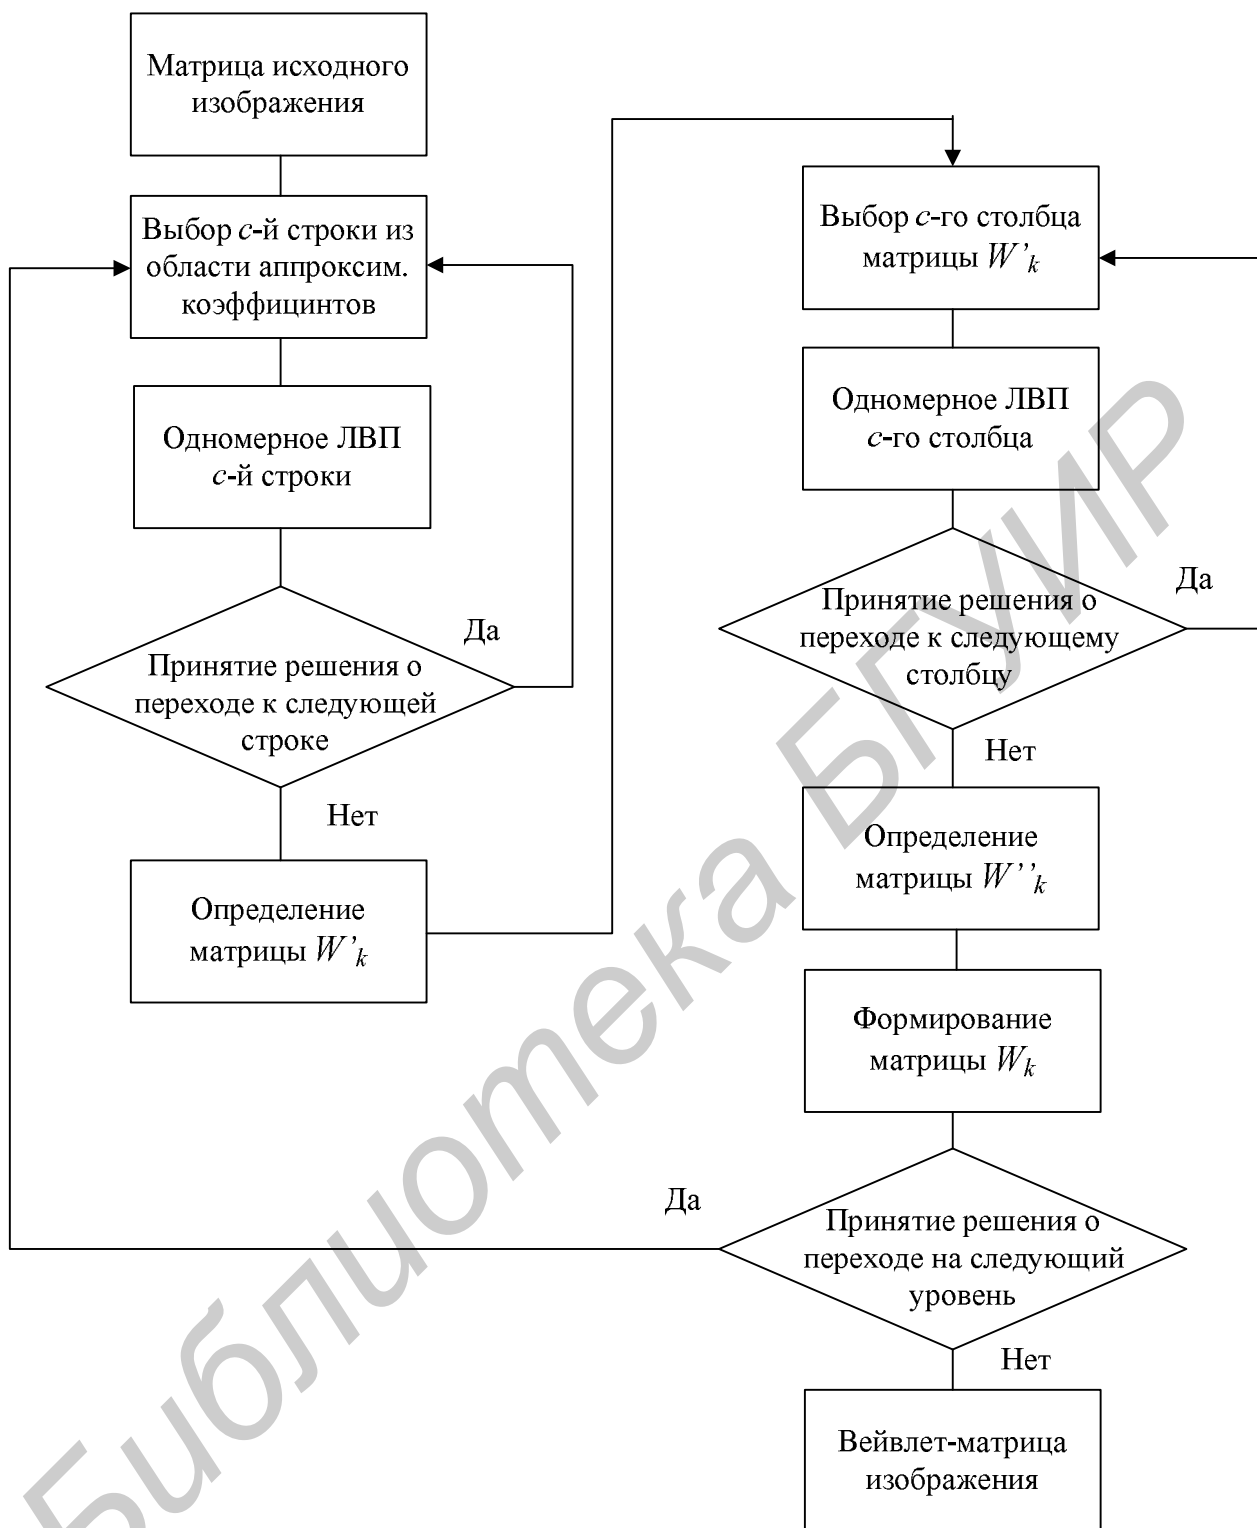 Матрица исходного
изображения
Выбор c-й строки из
области аппроксим.
коэффицинтов
Одномерное ЛВП
c-й строки
Да
Принятие решения о
переходе к следующей
строке
Нет
Определение
матрицы W’k
Выбор c-го столбца
матрицы W’k
Одномерное ЛВП
c-го столбца
Да
Принятие решения о
переходе к следующему
столбцу
Нет
Определение
матрицы W’’k
Формирование
матрицы Wk
Да
Принятие решения о
переходе на следующий
уровень
Нет
Вейвлет-матрица
изображения
Библиотека БГУИР